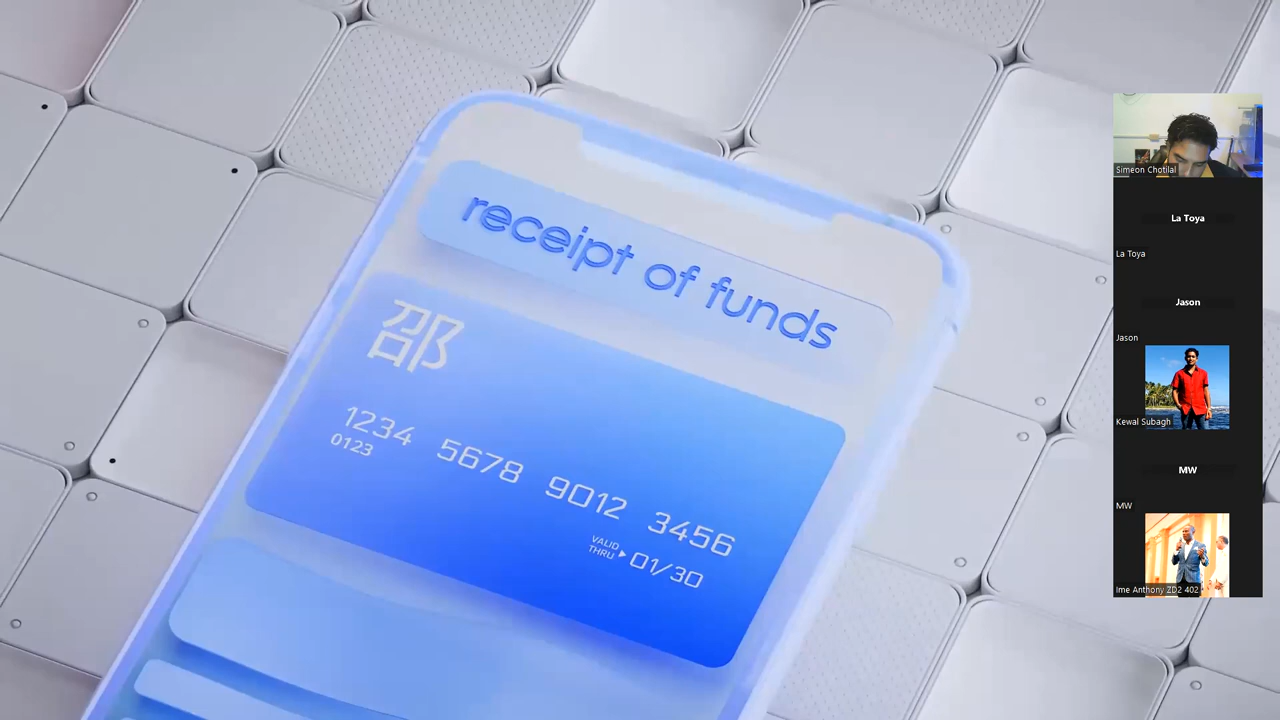 receipt of funds
邵
1234 5678 9012 3456
0123
VALID
THRU ▶ 01/30
Simeon Chotilal
La Toya
La Toya
Jason
Jason
Kewal Subagh
MW
MW
Ime Anthony ZD2 402